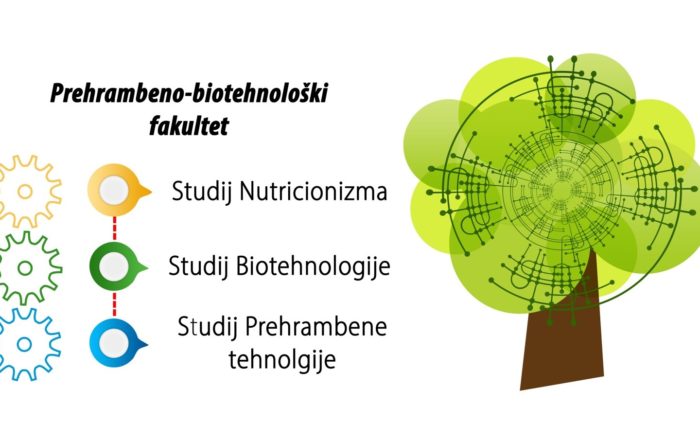 Prehrambeno-biotehnološki
fakultet
Studij Nutricionizma
Studij Biotehnologije
Studij Prehrambene
tehnolgije